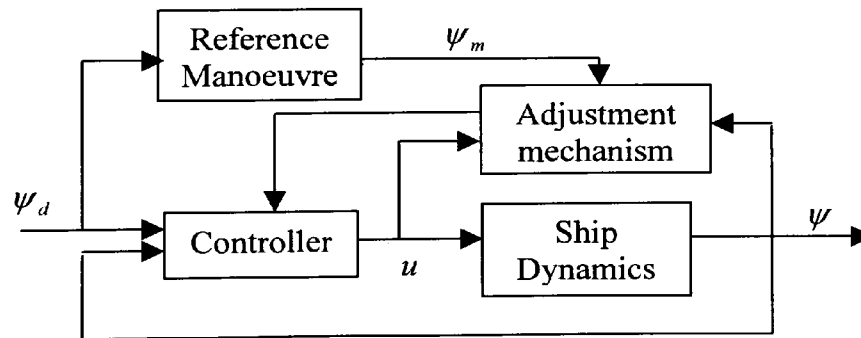 Reference
Manoeuvre
ψm
Adjustment
mechanism
ψd
Controller
u
Ship
Dynamics
ψ